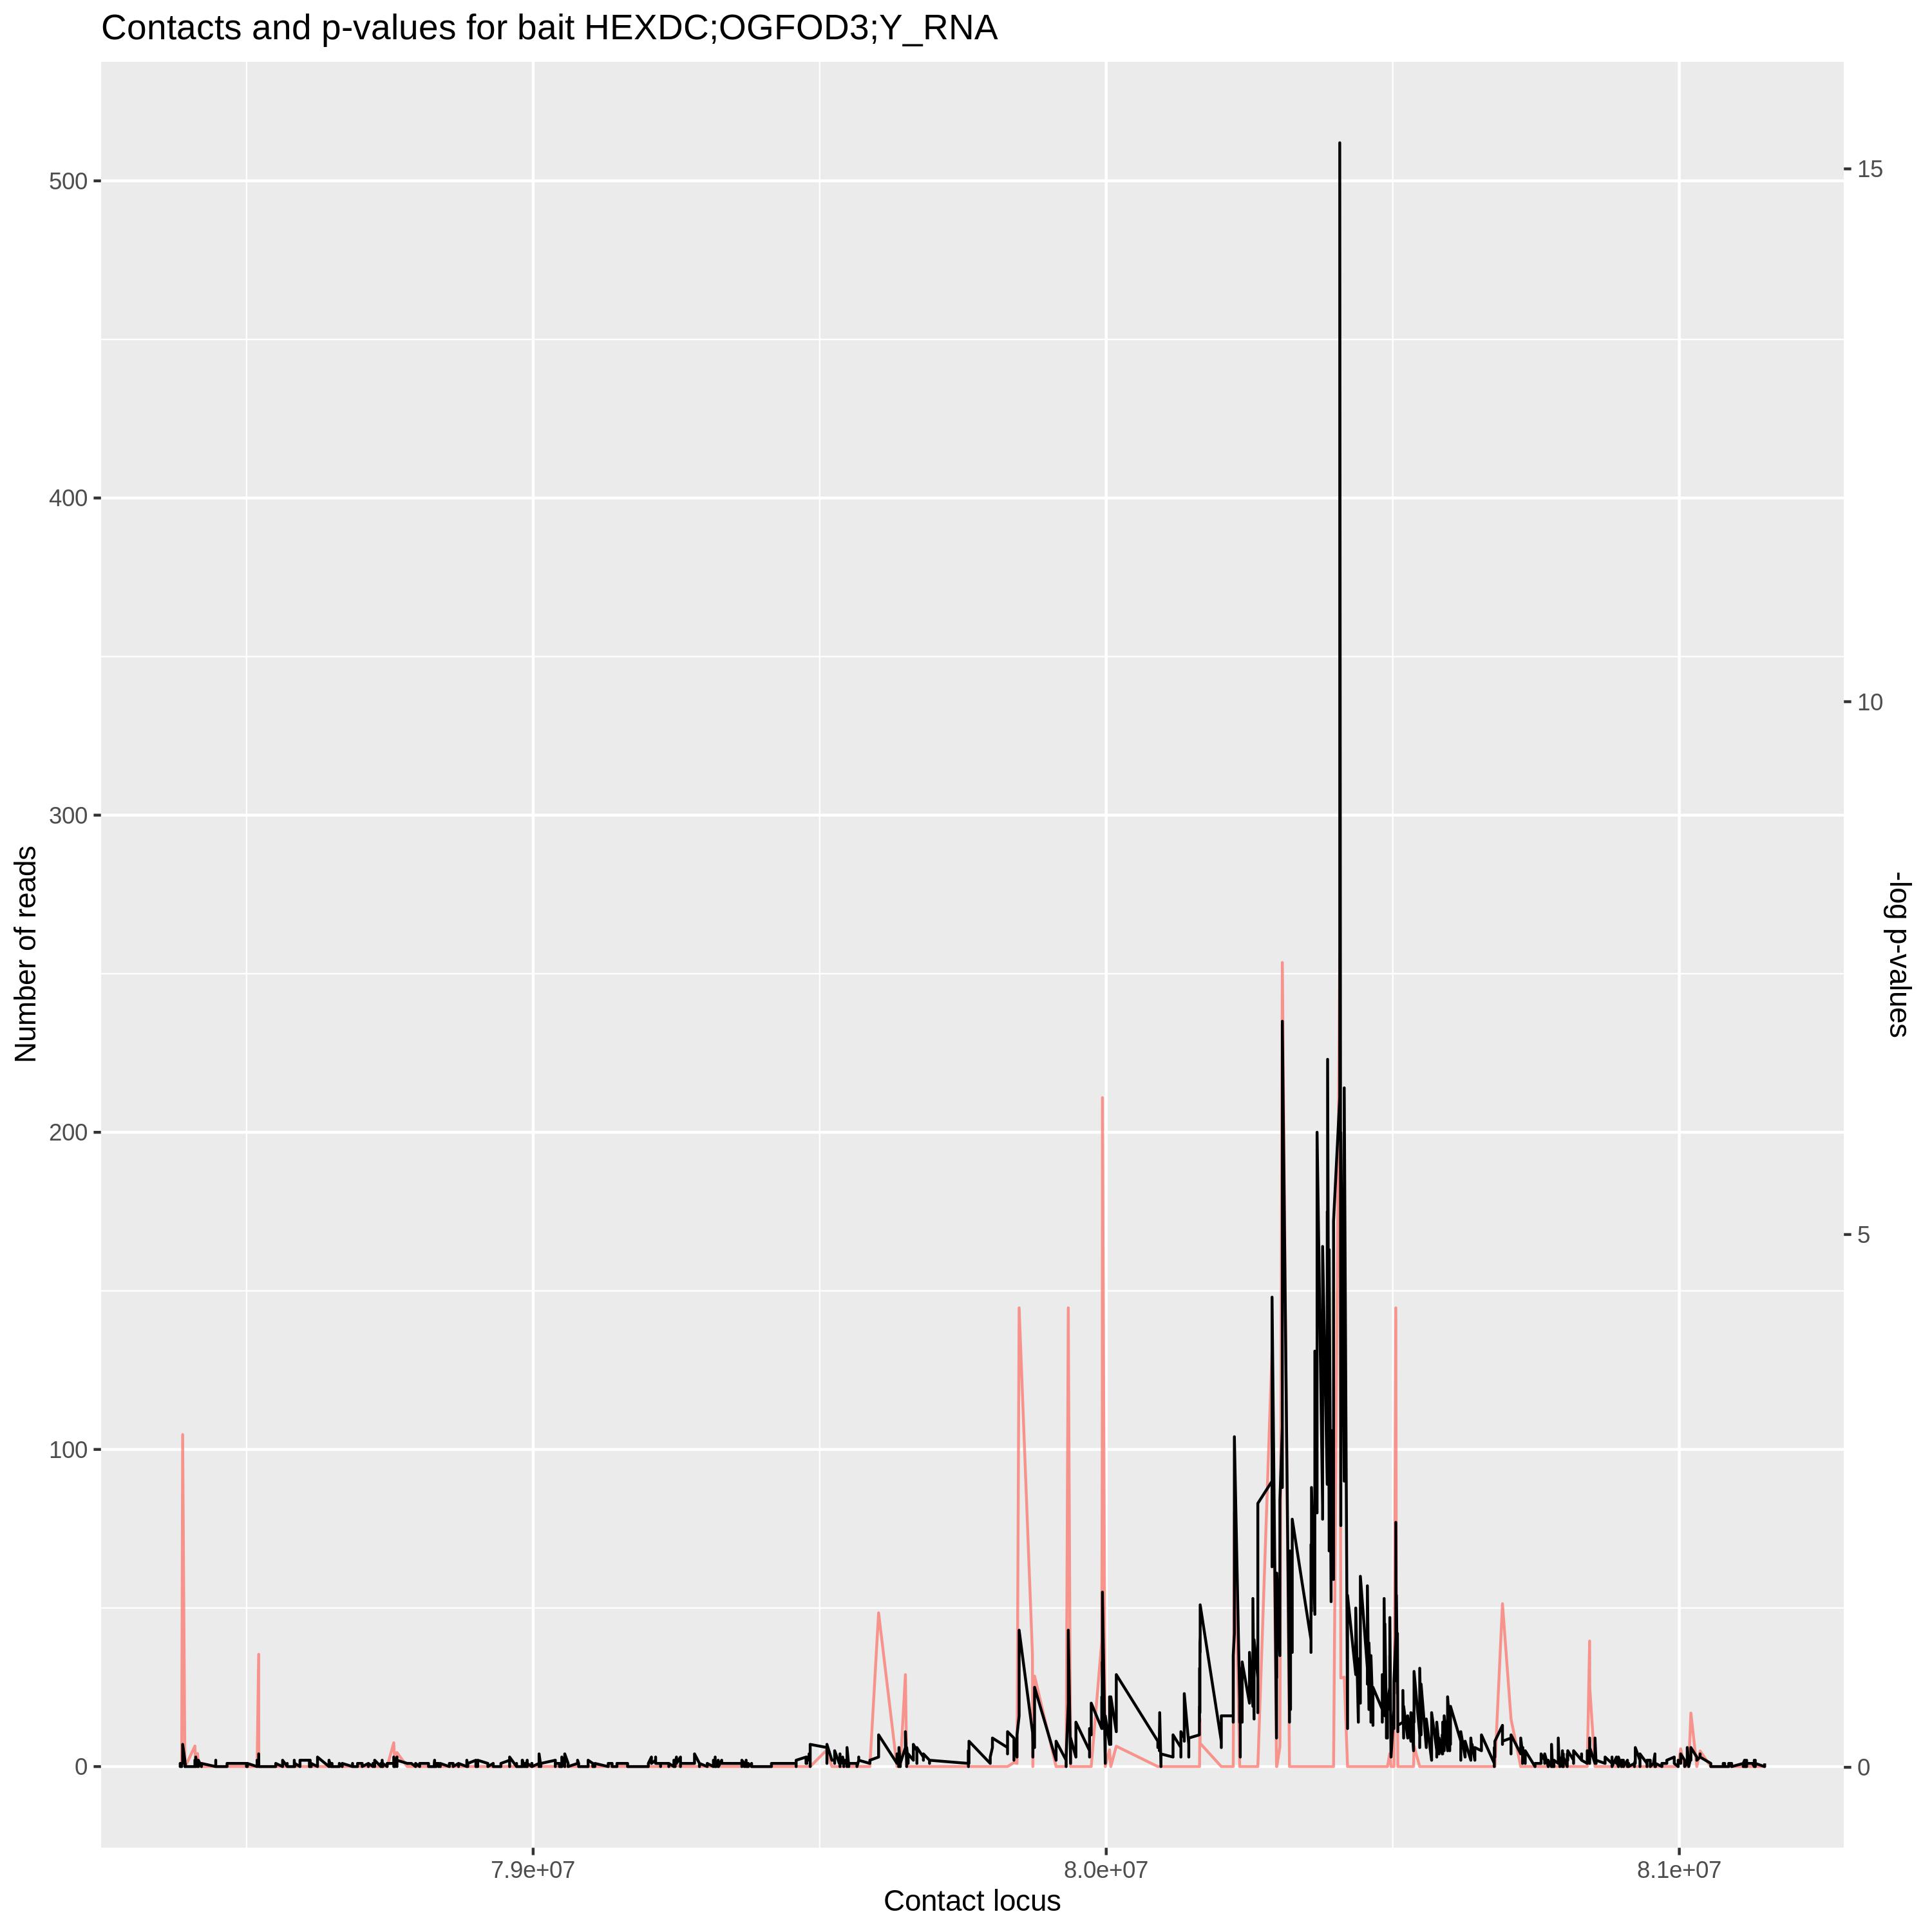 Contacts and p-values for bait HEXDC;OGFOD3;Y_RNA
500
400
300
200
100
0
Number of reads
15
10
5
0
-log p-values
7.9e+07
8.0e+07
8.1e+07
Contact locus